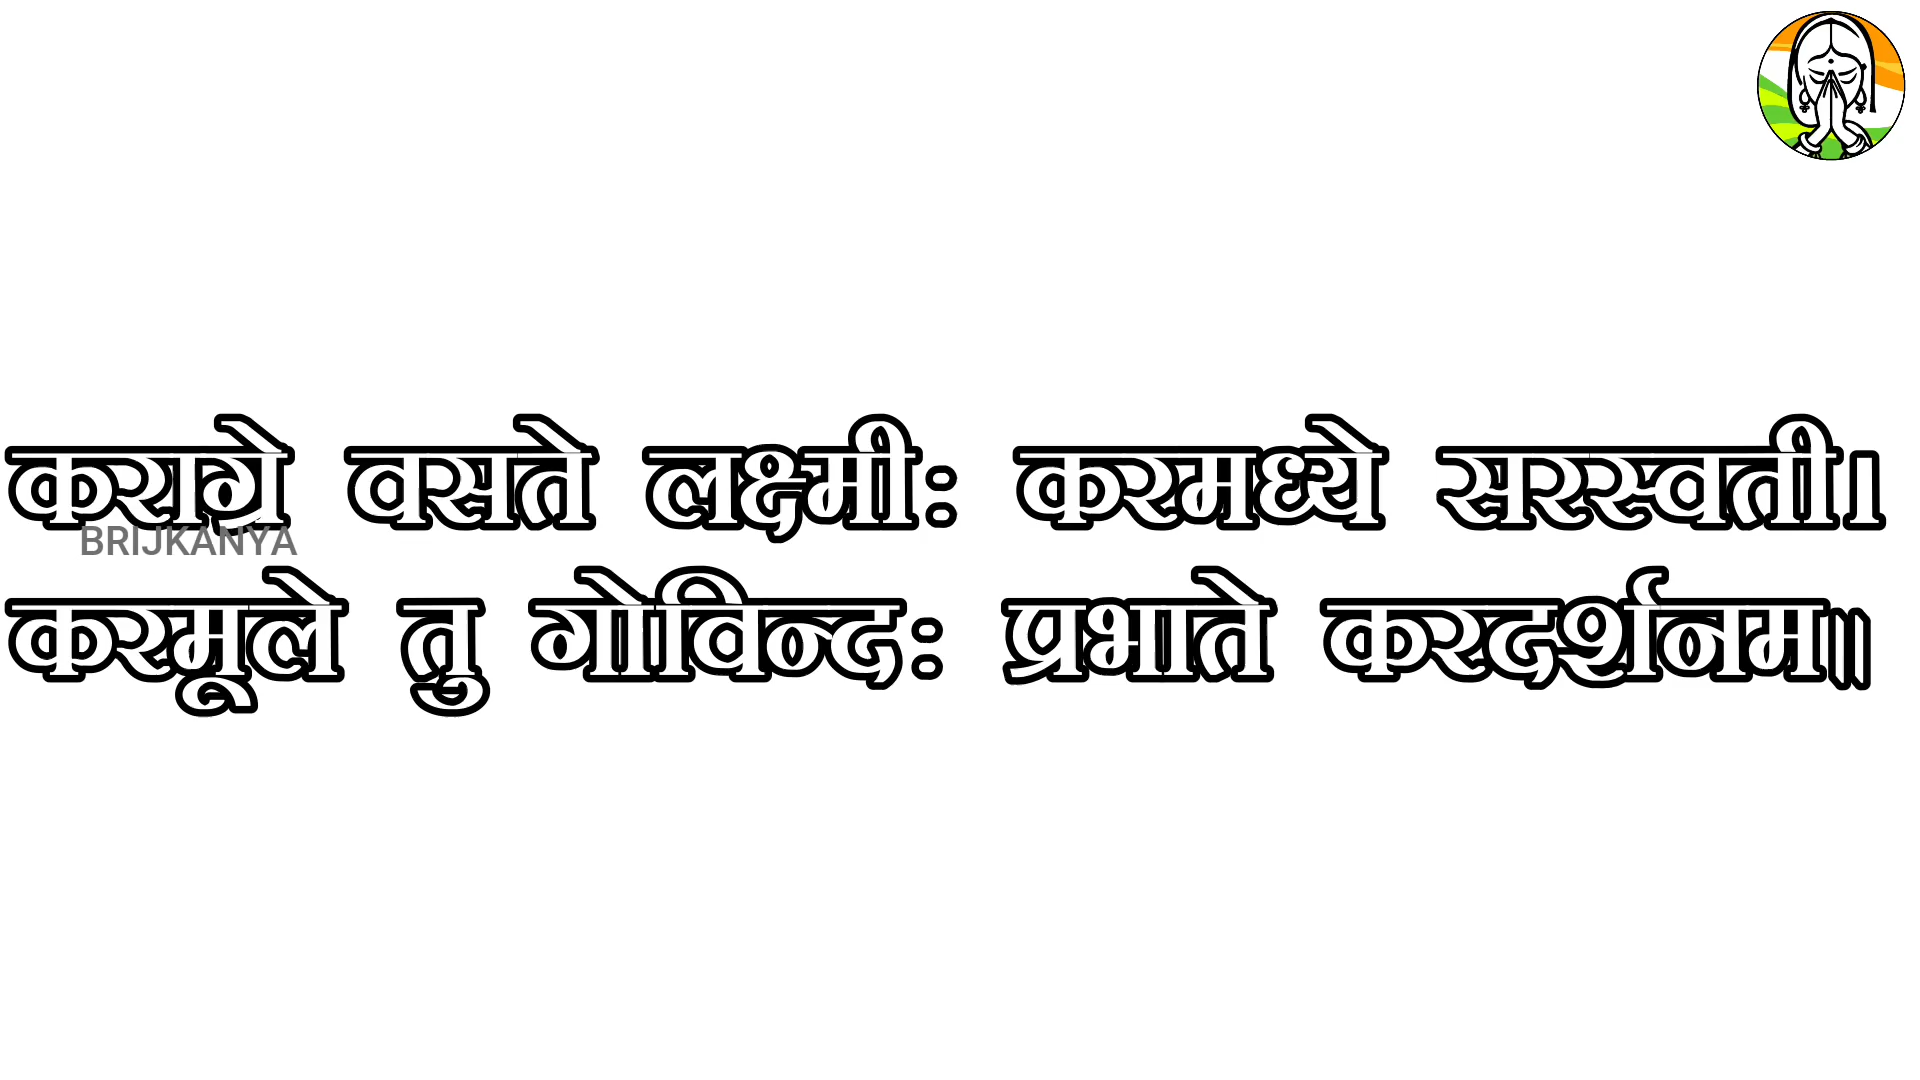 कराग्रे वसते लक्ष्मीः करमध्ये सरस्वती।
BRIJKANYA
करमूले तु गोविन्दः प्रभाते करदर्शनम॥